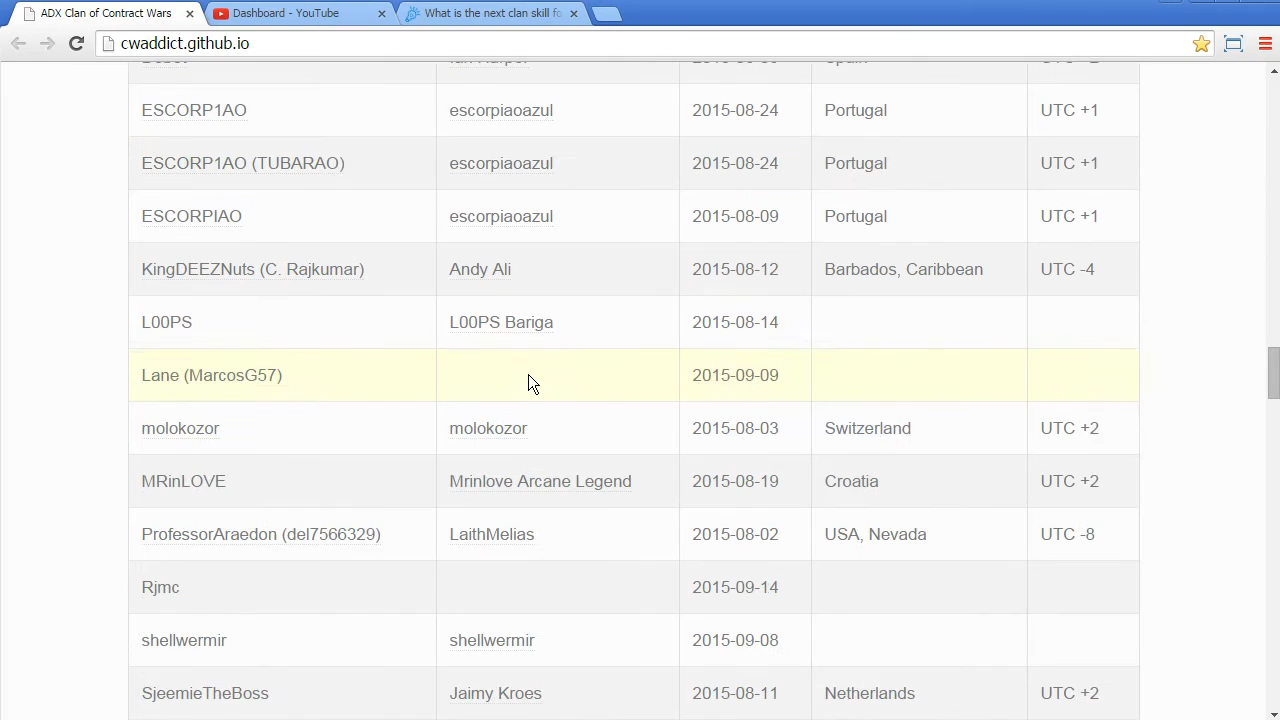 ADX Clan of Contract Wars × Dashboard - YouTube × What is the next clan skill fo ×
cwaddict.github.io
ESCORP1AO escorpiaoazul 2015-08-24 Portugal UTC +1
ESCORP1AO (TUBARAO) escorpiaoazul 2015-08-24 Portugal UTC +1
ESCORPIAO escorpiaoazul 2015-08-09 Portugal UTC +1
KingDEEZNuts (C. Rajkumar) Andy Ali 2015-08-12 Barbados, Caribbean UTC -4
L00PS L00PS Bariga 2015-08-14
Lane (MarcosG57) 2015-09-09
molokozor molokozor 2015-08-03 Switzerland UTC +2
MRinLOVE Mrinlove Arcane Legend 2015-08-19 Croatia UTC +2
ProfessorAraedon (del7566329) LaithMelias 2015-08-02 USA, Nevada UTC -8
Rjmc 2015-09-14
shellwermir shellwermir 2015-09-08
SjeemieTheBoss Jaimy Kroes 2015-08-11 Netherlands UTC +2